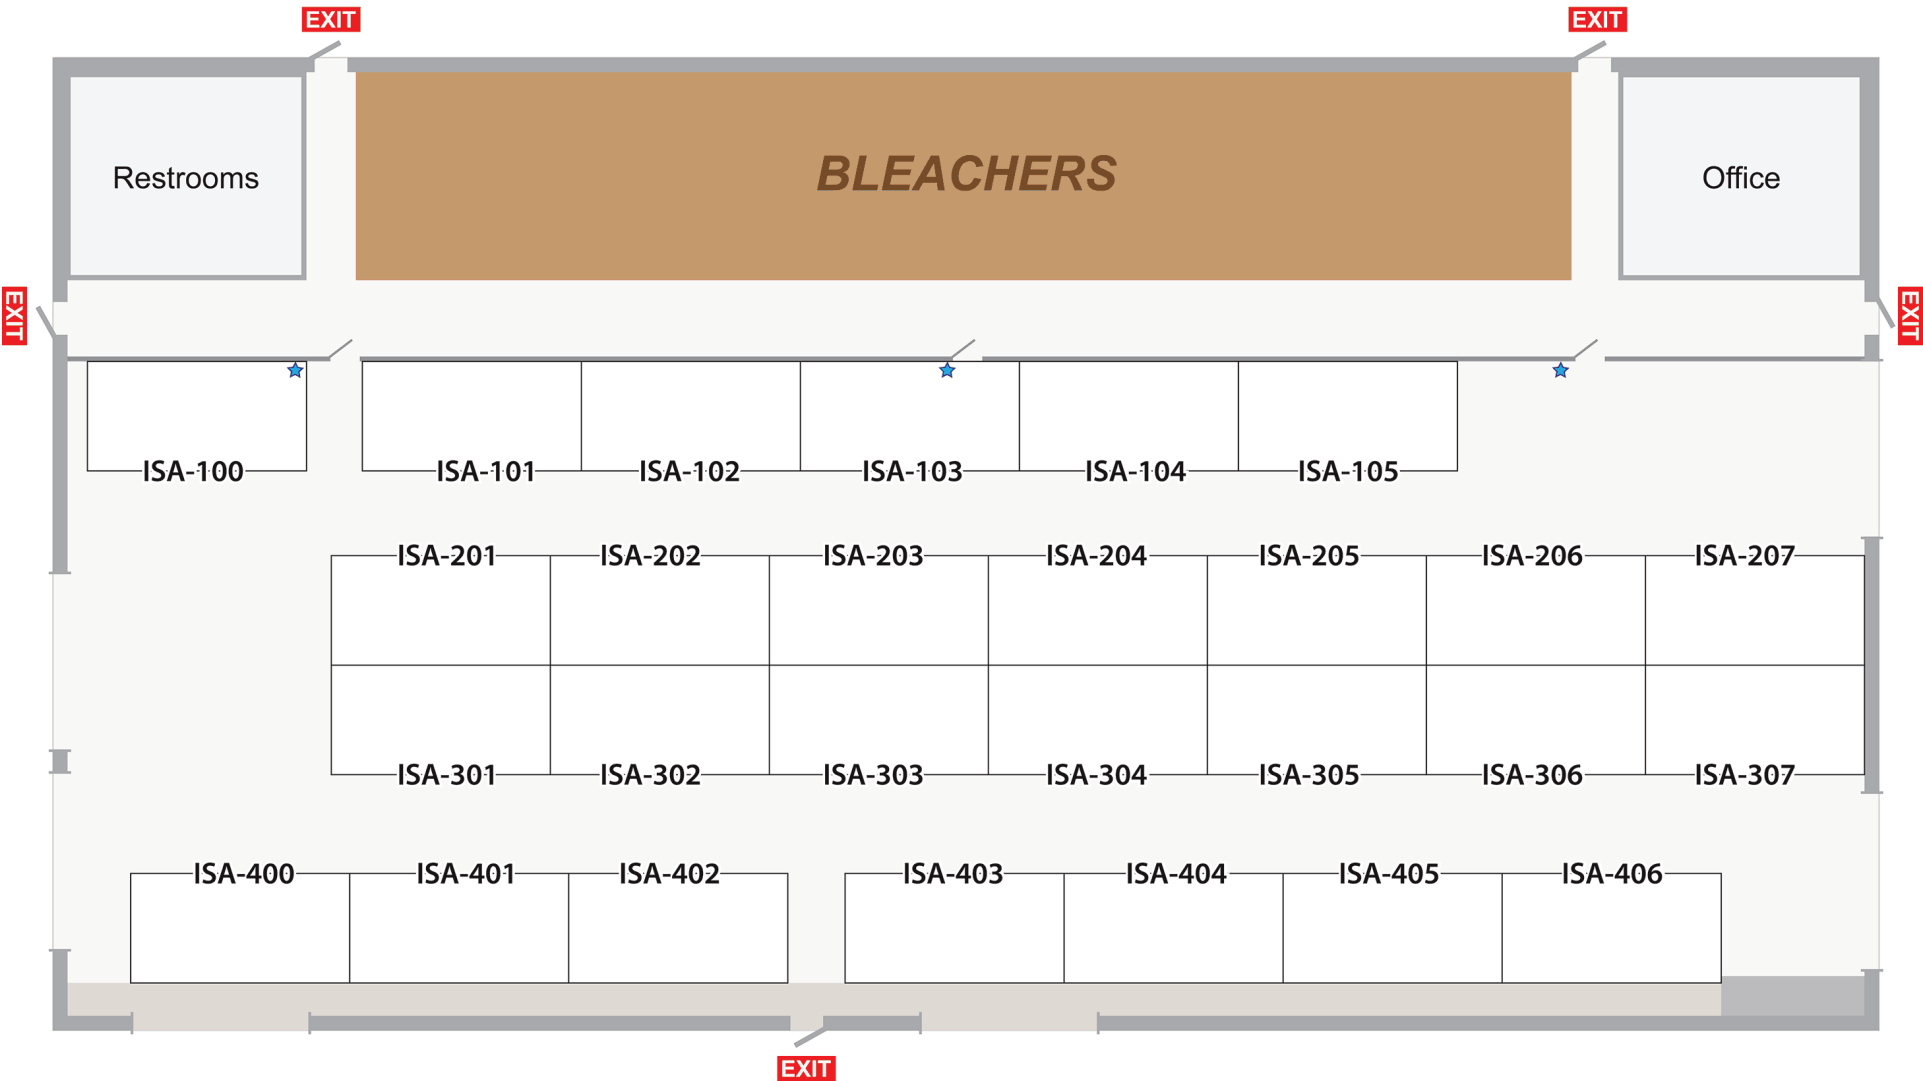 EXIT
EXIT
Restrooms
BLEACHERS
Office
EXIT
EXIT
ISA-100
ISA-101
ISA-102
ISA-103
ISA-104
ISA-105
ISA-201
ISA-202
ISA-203
ISA-204
ISA-205
ISA-206
ISA-207
ISA-301
ISA-302
ISA-303
ISA-304
ISA-305
ISA-306
ISA-307
ISA-400
ISA-401
ISA-402
ISA-403
ISA-404
ISA-405
ISA-406
EXIT